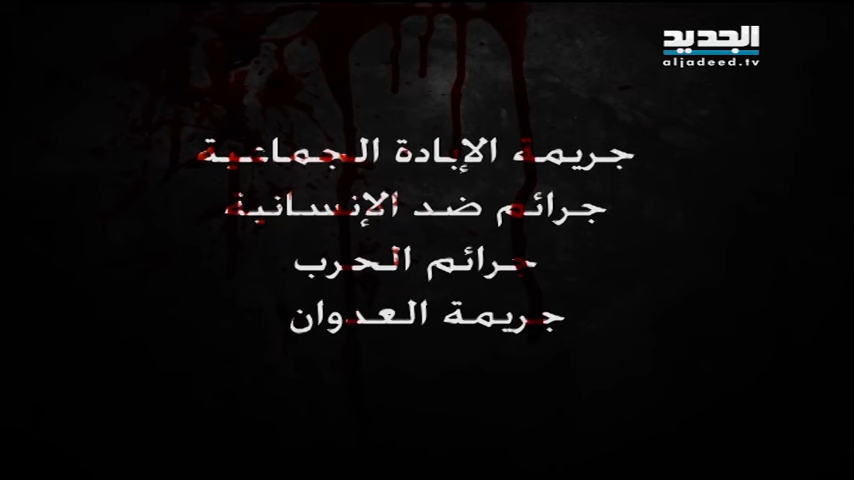 الجديد
aljadeed.tv
جريمة الإبادة الجماعية
جرائم ضد الإنسانية
جرائم الحرب
جريمة العدوان